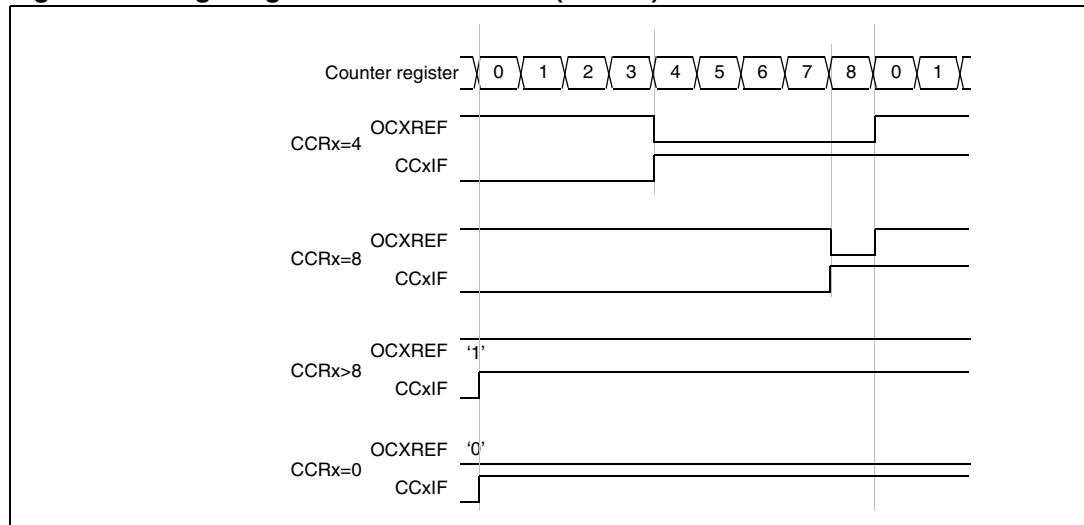 Counter register 0 1 2 3 4 5 6 7 8 0 1
OCXREF
CCRx=4
CCxIF
OCXREF
CCRx=8
CCxIF
OCXREF ‘1’
CCRx>8
CCxIF
OCXREF ‘0’
CCRx=0
CCxIF